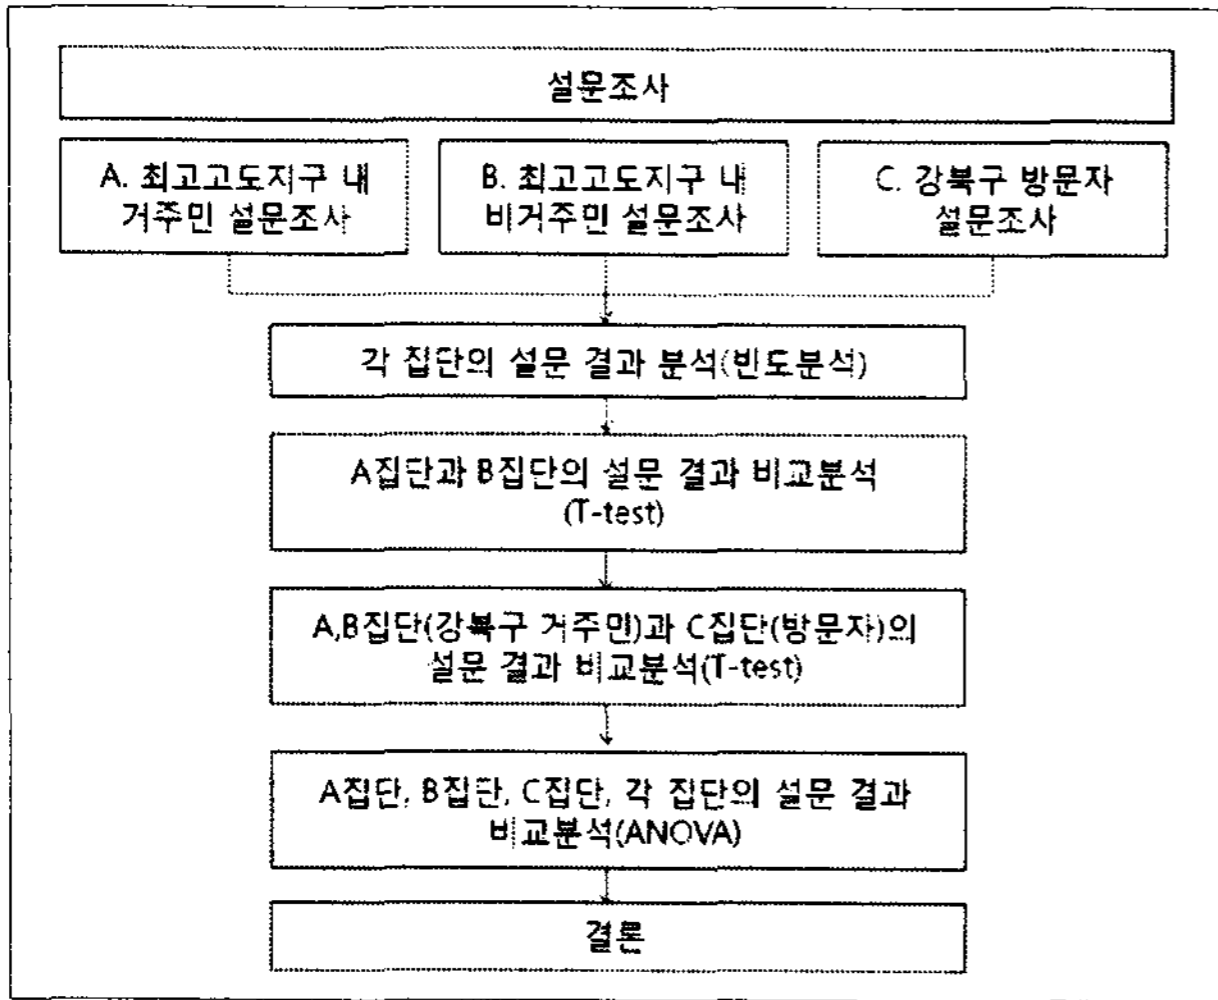 설문조사
A. 최고고도지구 내
거주민 설문조사
B. 최고고도지구 내
비거주민 설문조사
C. 강북구 방문자
설문조사
각 집단의 설문 결과 분석(빈도분석)
A집단과 B집단의 설문 결과 비교분석
(T-test)
A,B집단(강북구 거주민)과 C집단(방문자)의
설문 결과 비교분석(T-test)
A집단, B집단, C집단, 각 집단의 설문 결과
비교분석(ANOVA)
결론